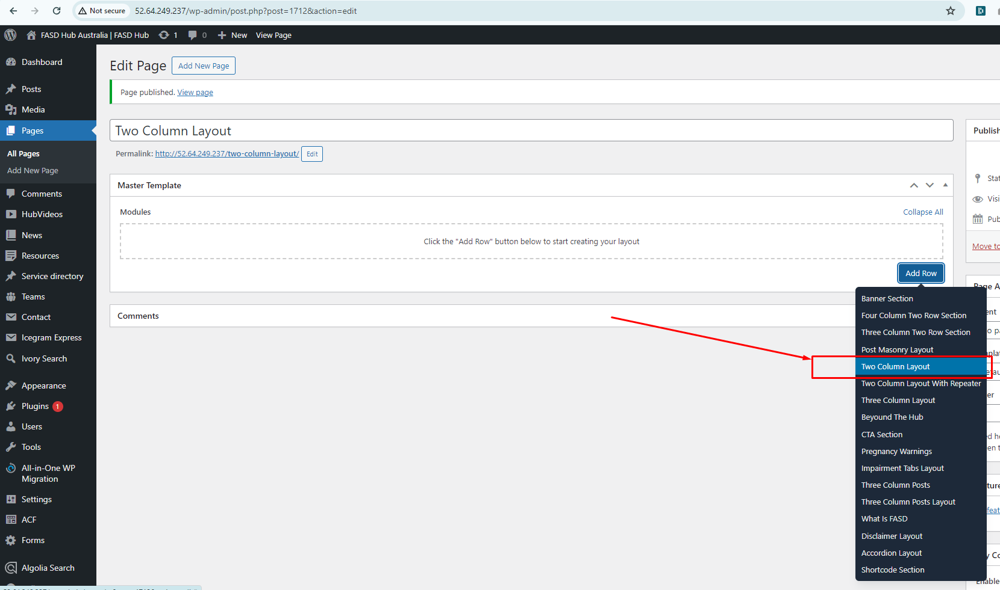 Not secure 52.64.249.237/wp-admin/post.php?post=1712&action=edit
FASD Hub Australia | FASD Hub 1 0 New View Page
Dashboard
Posts
Media
Pages
All Pages
Add New Page
Comments
HubVideos
News
Resources
Service directory
Teams
Contact
Icegram Express
Ivory Search
Appearance
Plugins 1
Users
Tools
All-in-One WP
Migration
Settings
ACF
Forms
Algolia Search
Edit Page Add New Page
Page published. View page
Two Column Layout
Permalink: http://52.64.249.237/two-column-layout/ Edit
Master Template
Modules Collapse All
Click the "Add Row" button below to start creating your layout
Add Row
Comments
Banner Section
Four Column Two Row Section
Three Column Two Row Section
Post Masonry Layout
Two Column Layout
Two Column Layout With Repeater
Three Column Layout
Beyound The Hub
CTA Section
Pregnancy Warnings
Impairment Tabs Layout
Three Column Posts
Three Column Posts Layout
What Is FASD
Disclaimer Layout
Accordion Layout
Shortcode Section
Publish
Stat
Visi
Pub
Move to
Page A
Enable